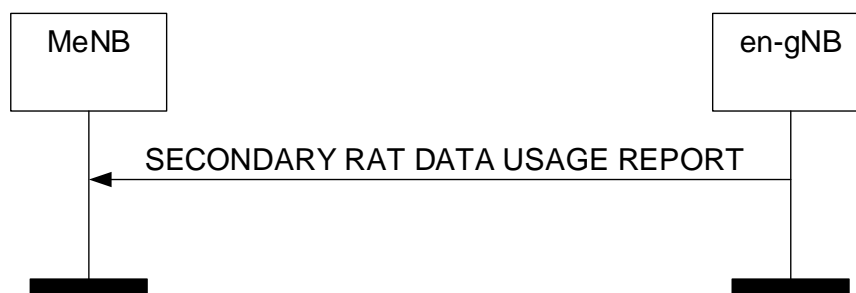 MeNB
en-gNB
SECONDARY RAT DATA USAGE REPORT